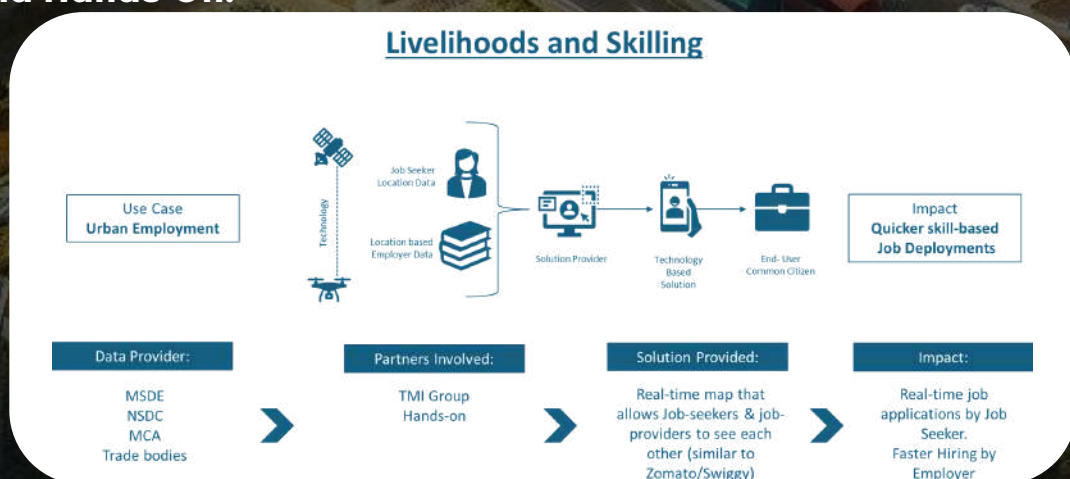 Livelihoods and Skilling
Use Case
Urban Employment
Technology
Job Seeker
Location Data
Location based
Employer Data
Solution Provider
Technology
Based
Solution
End- User
Common Citizen
Impact
Quicker skill-based
Job Deployments
Data Provider:
MSDE
NSDC
MCA
Trade bodies
Partners Involved:
TMI Group
Hands-on
Solution Provided:
Real-time map that
allows Job-seekers & job-
providers to see each
other (similar to
Zomato/Swiggy)
Impact:
Real-time job
applications by Job
Seeker.
Faster Hiring by
Employer